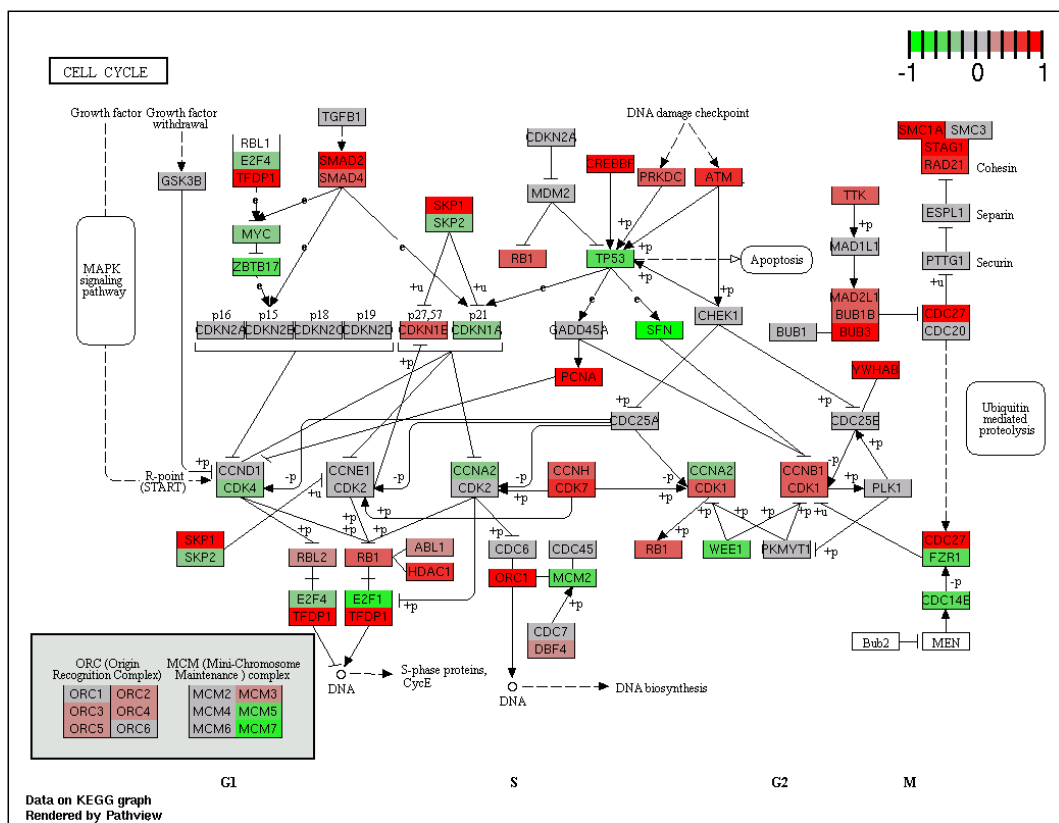 CELL CYCLE
-1 0 1
Growth factor
Growth factor
withdrawal
RBL1
E2F4
TFDP1
TGFB1
SMAD2
SMAD4
GSK3B
MYC
ZBTB17
e
e
e
SKP1
SKP2
+u
+u
CDKN2A
MDM2
RB1
CREBBP
DNA damage checkpoint
PRKDC
ATM
+p
+p
+p
TP53
Apoptosis
SMC1A
SMC3
STAG1
RAD21
Cohesin
TTK
+p
MAD1L1
ESPL1
Separin
PTTG1
Securin
+u
MAD2L1
BUB1B
BUB3
BUB1
CDC27
CDC20
MAPK
signaling
pathway
p16
CDKN2A
p15
CDKN2B
p18
CDKN2C
p19
CDKN2D
p27,57
CDKN1B
p21
CDKN1A
e
e
e
GADD45A
SFN
CHEK1
+p
PCNA
YWHAB
+p
+p
+p
CDC25A
CDC25B
Ubiquitin
mediated
proteolysis
R-point
(START)
+p
CCND1
CDK4
-p
CCNE1
CDK2
-p
+u
CCNA2
CDK2
-p
+p
CCNH
CDK7
-p
+p
CCNA2
CDK1
CCNB1
CDK1
-p
+p
+p
PLK1
+u
SKP1
SKP2
+p
+p
+p
+p
+p
RBL2
RB1
ABL1
HDAC1
E2F4
TFDP1
E2F1
TFDP1
+p
CDC6
CDC45
ORC1
MCM2
+p
CDC7
DBF4
+p
RB1
+p
WEE1
+p
PKMYT1
+p
CDC27
FZR1
-p
CDC14B
Bub2
MEN
DNA
S-phase proteins,
CycE
DNA
DNA biosynthesis
ORC (Origin
Recognition Complex)
MCM (Mini-Chromosome
Maintenance ) complex
ORC1 ORC2
ORC3 ORC4
ORC5 ORC6
MCM2 MCM3
MCM4 MCM5
MCM6 MCM7
G1
S
G2
M
Data on KEGG graph
Rendered by Pathview